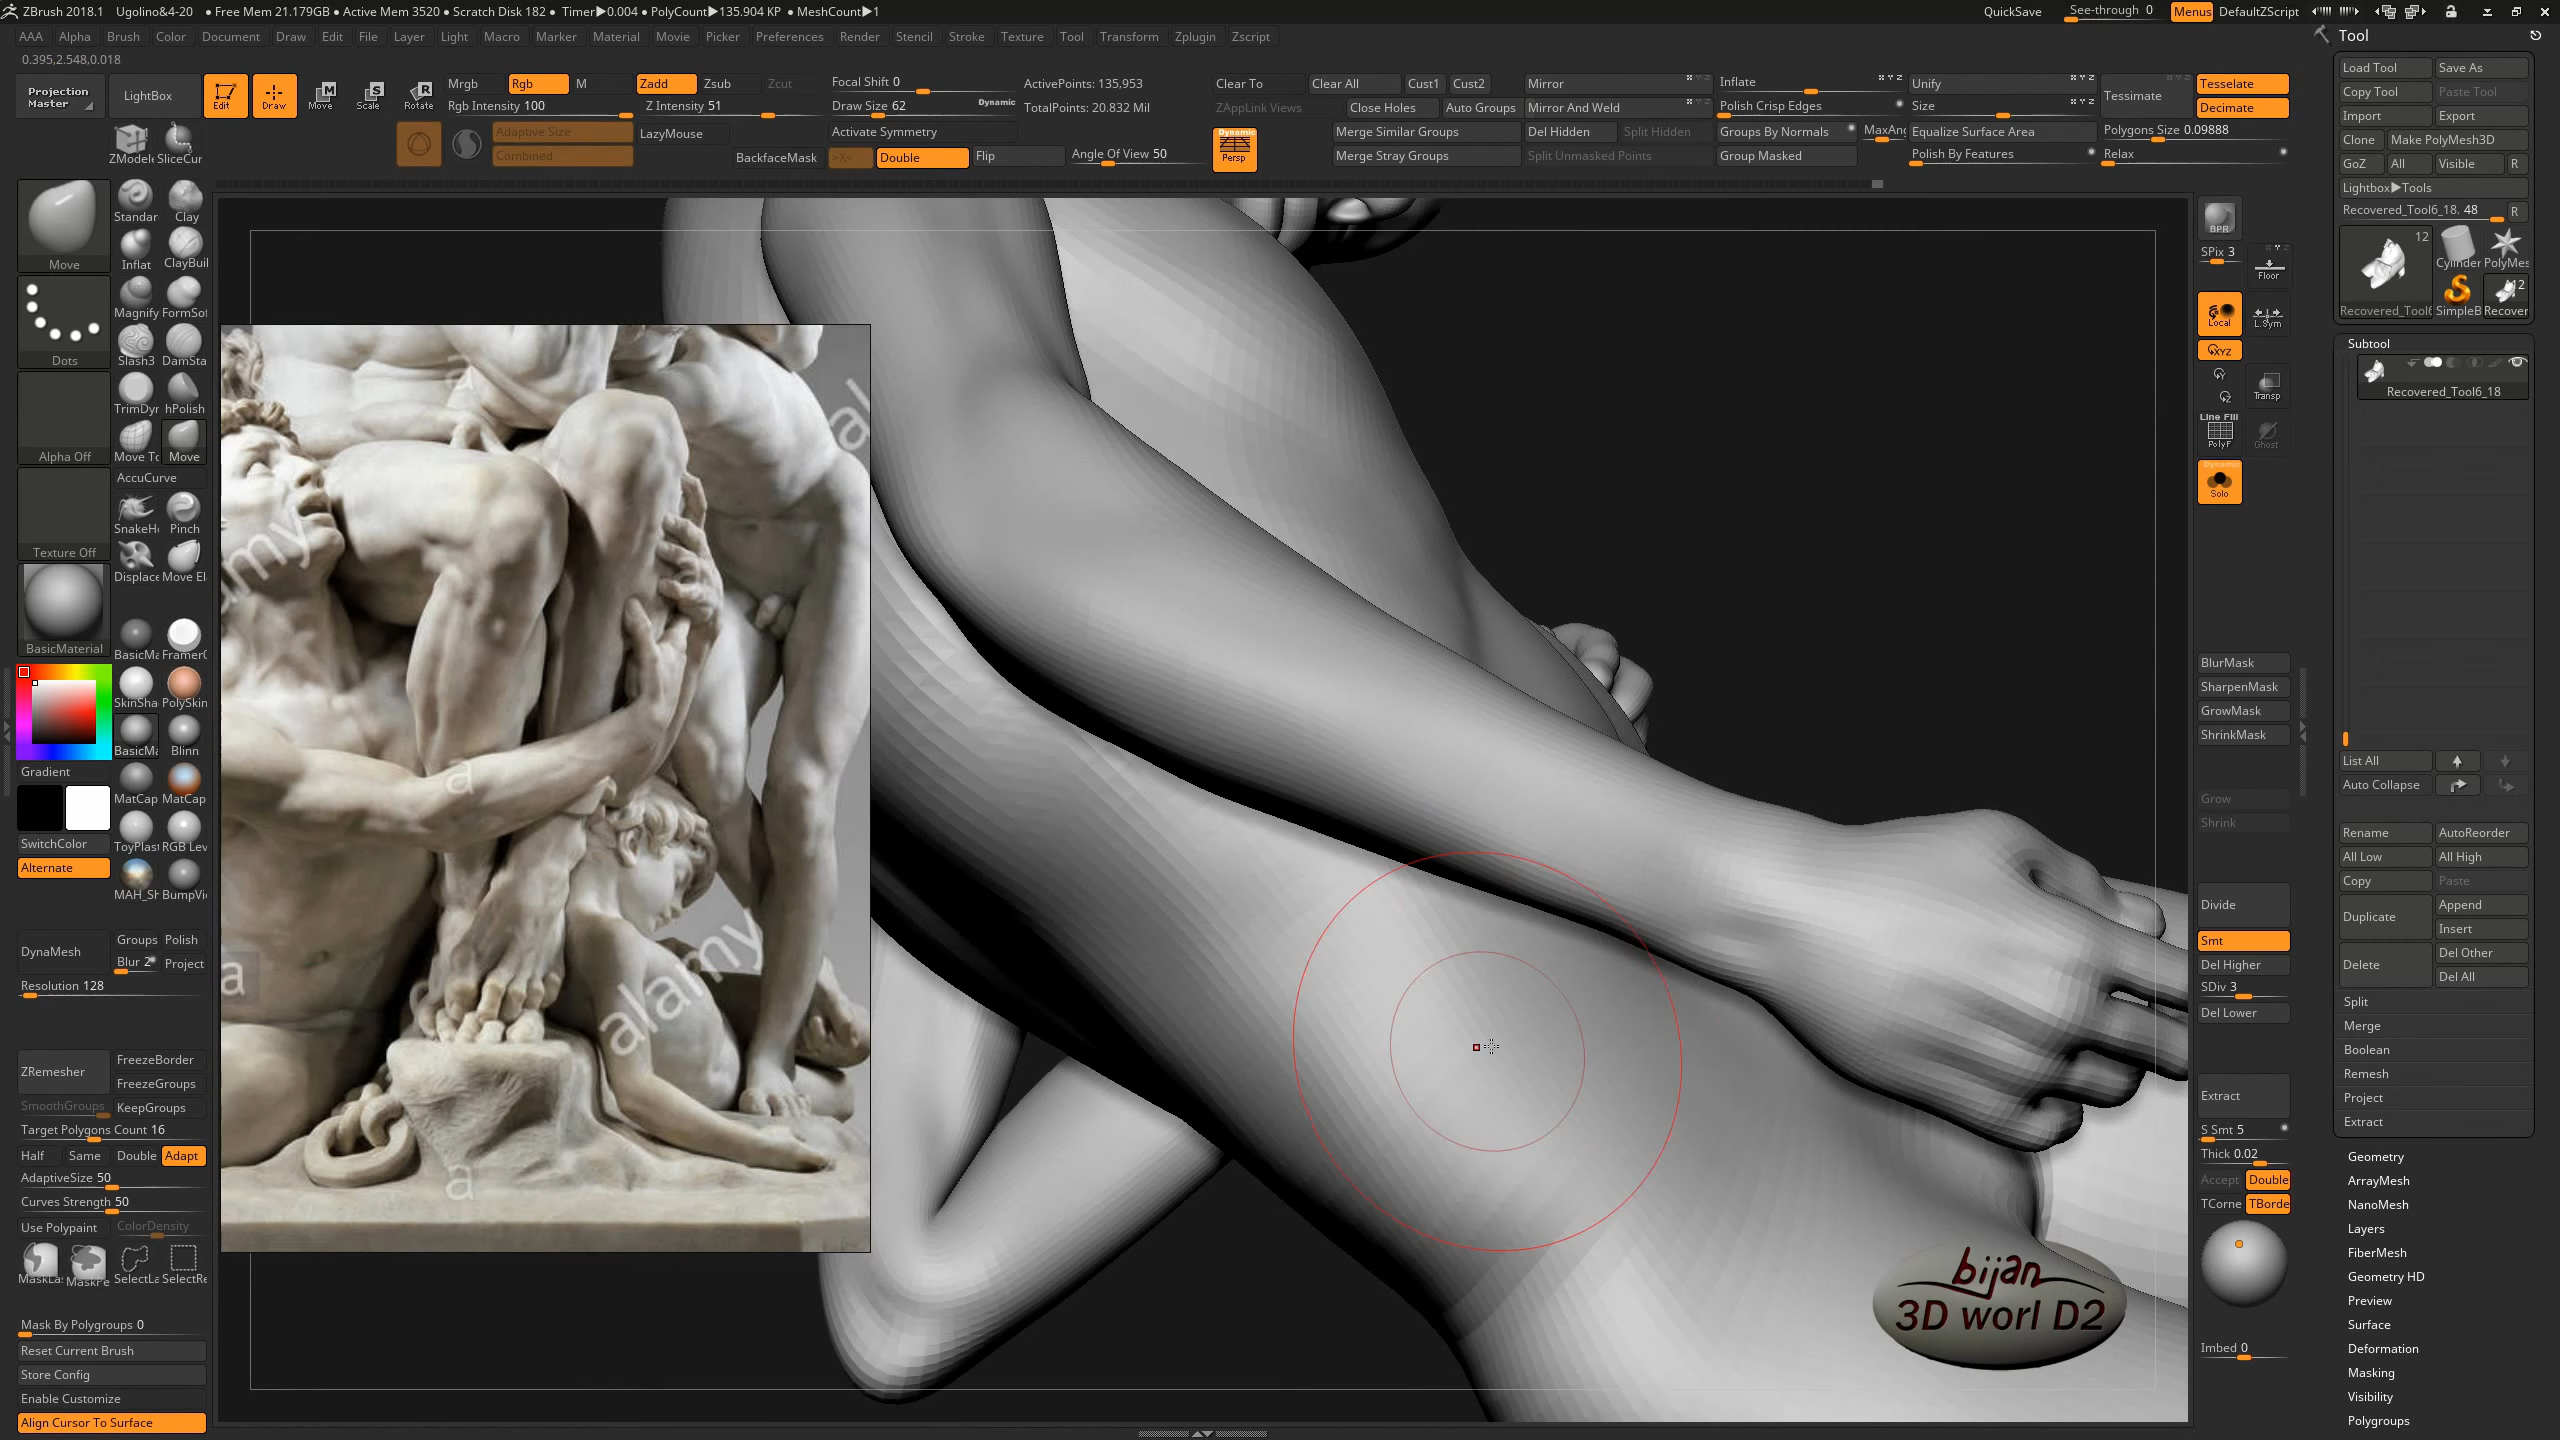 ZBrush 2018.1 Ugolino&4-20 ● Free Mem 21.179GB ● Active Mem 3520 ● Scratch Disk 182 ● Timer▶0.004 ● PolyCount▶135.904 KP ● MeshCount▶1 QuickSave See-through 0 Menus DefaultZScript
AAA Alpha Brush Color Document Draw Edit File Layer Light Macro Marker Material Movie Picker Preferences Render Stencil Stroke Texture Tool Transform Zplugin Zscript
0.395,2.548,0.018
Projection Master
LightBox
Edit Draw Move Scale Rotate
Mrgb Rgb M Zadd Zsub Zcut
Rgb Intensity 100 Z Intensity 51
Adaptive Size
Combined
LazyMouse
BackfaceMask
Focal Shift 0
Draw Size 62 Dynamic
Activate Symmetry
>X< Double Flip
ActivePoints: 135,953
TotalPoints: 20.832 Mil
Angle Of View 50
Clear To Clear All Cust1 Cust2
ZAppLink Views Close Holes Auto Groups
Dynamic
Persp
Merge Similar Groups Del Hidden Split Hidden
Merge Stray Groups Split Unmasked Points
Mirror
Mirror And Weld
Inflate
Polish Crisp Edges
Groups By Normals MaxAng
Group Masked
Unify
Size
Equalize Surface Area
Polish By Features
Tessimate
Tesselate
Decimate
Polygons Size 0.09888
Relax
ZModele SliceCur
Move
Standar Clay
Inflat ClayBuil
Magnify FormSof
Dots
Slash3 DamSta
TrimDyn hPolish
Alpha Off
Move To Move
AccuCurve
SnakeHo Pinch
Texture Off
Displace Move El
BasicMaterial
BasicMa Framer0
SkinSha PolySkin
BasicMa Blinn
Gradient
MatCap MatCap
SwitchColor
ToyPlast RGB Lev
Alternate
MAH_Sh BumpVi
DynaMesh
Groups Polish
Blur 2 Project
Resolution 128
ZRemesher
FreezeBorder
FreezeGroups
SmoothGroups KeepGroups
Target Polygons Count 16
Half Same Double Adapt
AdaptiveSize 50
Curves Strength 50
Use Polypaint ColorDensity
MaskLas MaskPe SelectLa SelectRe
Mask By Polygroups 0
Reset Current Brush
Store Config
Enable Customize
Align Cursor To Surface
alamy
a
al
a
a
alamy
a
bijan
3D worl D2
BPR
SPix 3
Floor
Local
L.Sym
XYZ
Transp
Line Fill
PolyF
Ghost
Dynamic
Solo
BlurMask
SharpenMask
GrowMask
ShrinkMask
Grow
Shrink
Divide
Smt
Del Higher
SDiv 3
Del Lower
Extract
S Smt 5
Thick 0.02
Accept Double
TCorne TBorde
Imbed 0
Tool
Load Tool Save As
Copy Tool Paste Tool
Import Export
Clone Make PolyMesh3D
GoZ All Visible R
Lightbox▶Tools
Recovered_Tool6_18. 48 R
12
Cylinder PolyMes
12
Recovered_Tool6 SimpleB Recover
Subtool
Recovered_Tool6_18
List All
Auto Collapse
Rename AutoReorder
All Low All High
Copy Paste
Duplicate
Append
Insert
Delete
Del Other
Del All
Split
Merge
Boolean
Remesh
Project
Extract
Geometry
ArrayMesh
NanoMesh
Layers
FiberMesh
Geometry HD
Preview
Surface
Deformation
Masking
Visibility
Polygroups